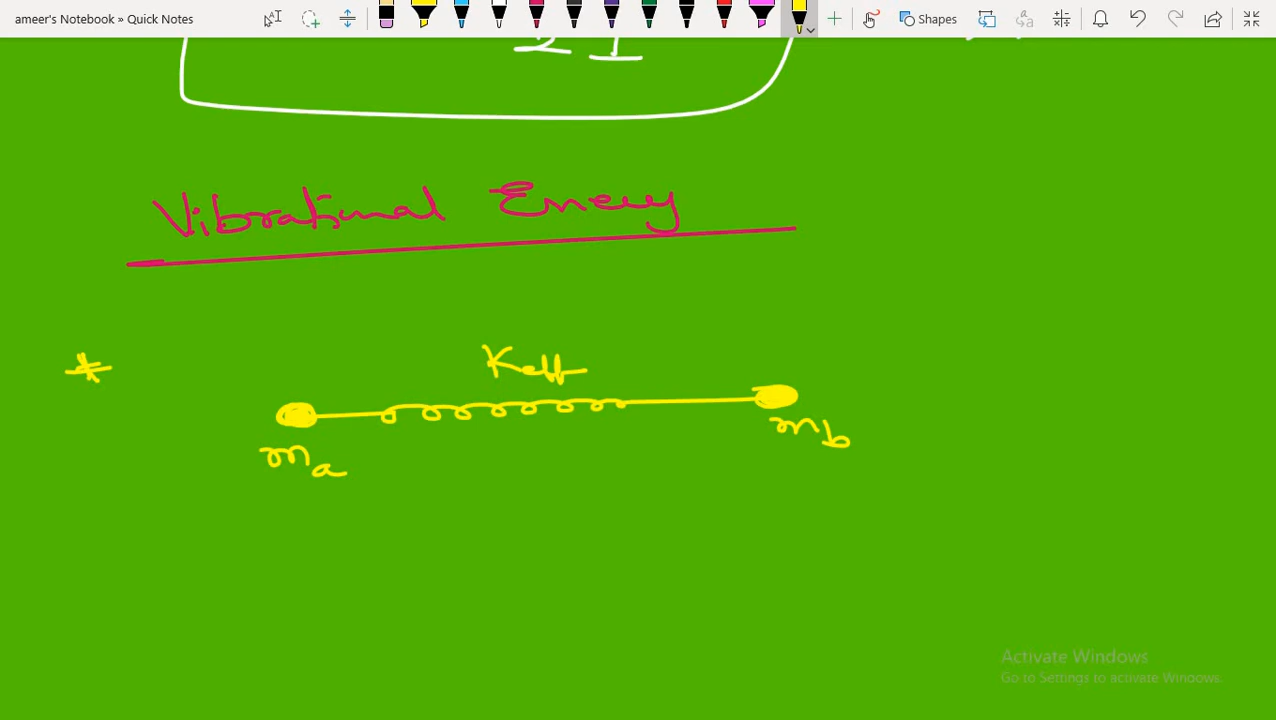 ameer's Notebook » Quick Notes
Shapes
Vibrational Energy
*
Keff
ma
mb
Activate Windows
Go to Settings to activate Windows.